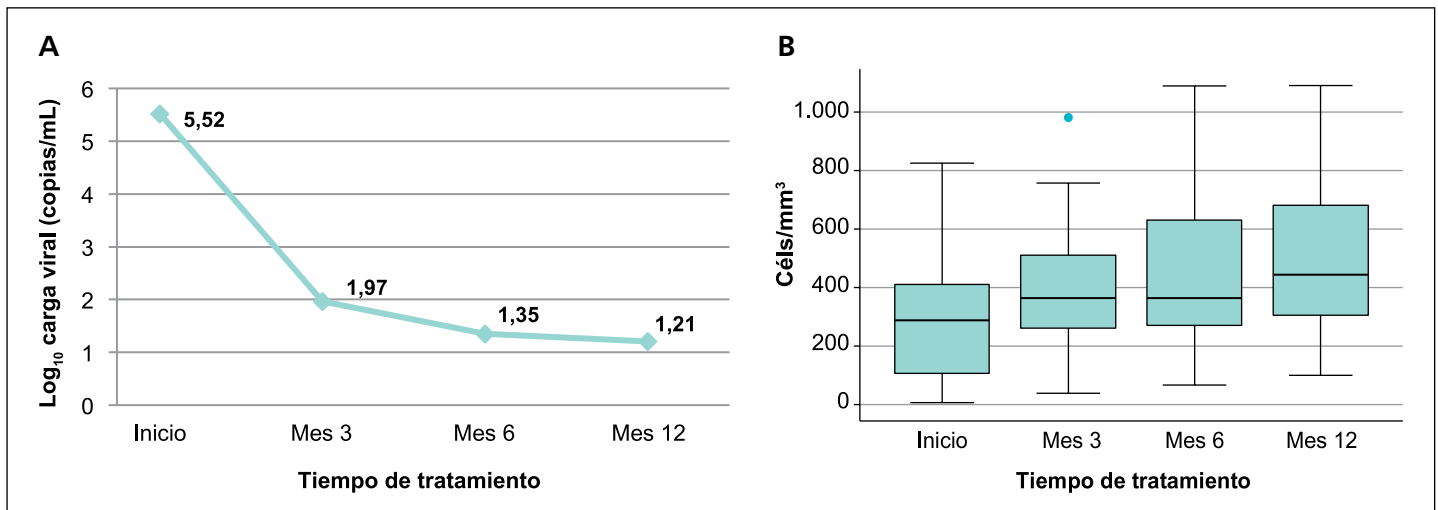 A
Log₁₀ carga viral (copias/mL)
6
5
4
3
2
1
0
5,52
1,97
1,35
1,21
Inicio
Mes 3
Mes 6
Mes 12
Tiempo de tratamiento
B
Céls/mm³
1.000
800
600
400
200
0
Inicio
Mes 3
Mes 6
Mes 12
Tiempo de tratamiento